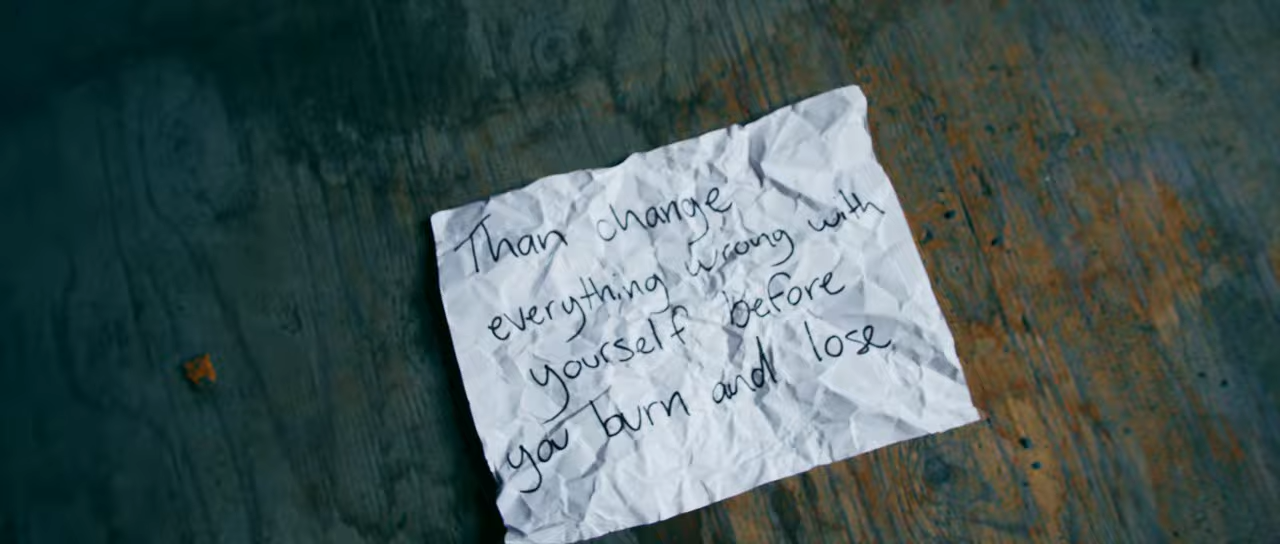 Than change
everything wrong with
yourself before
you burn and lose